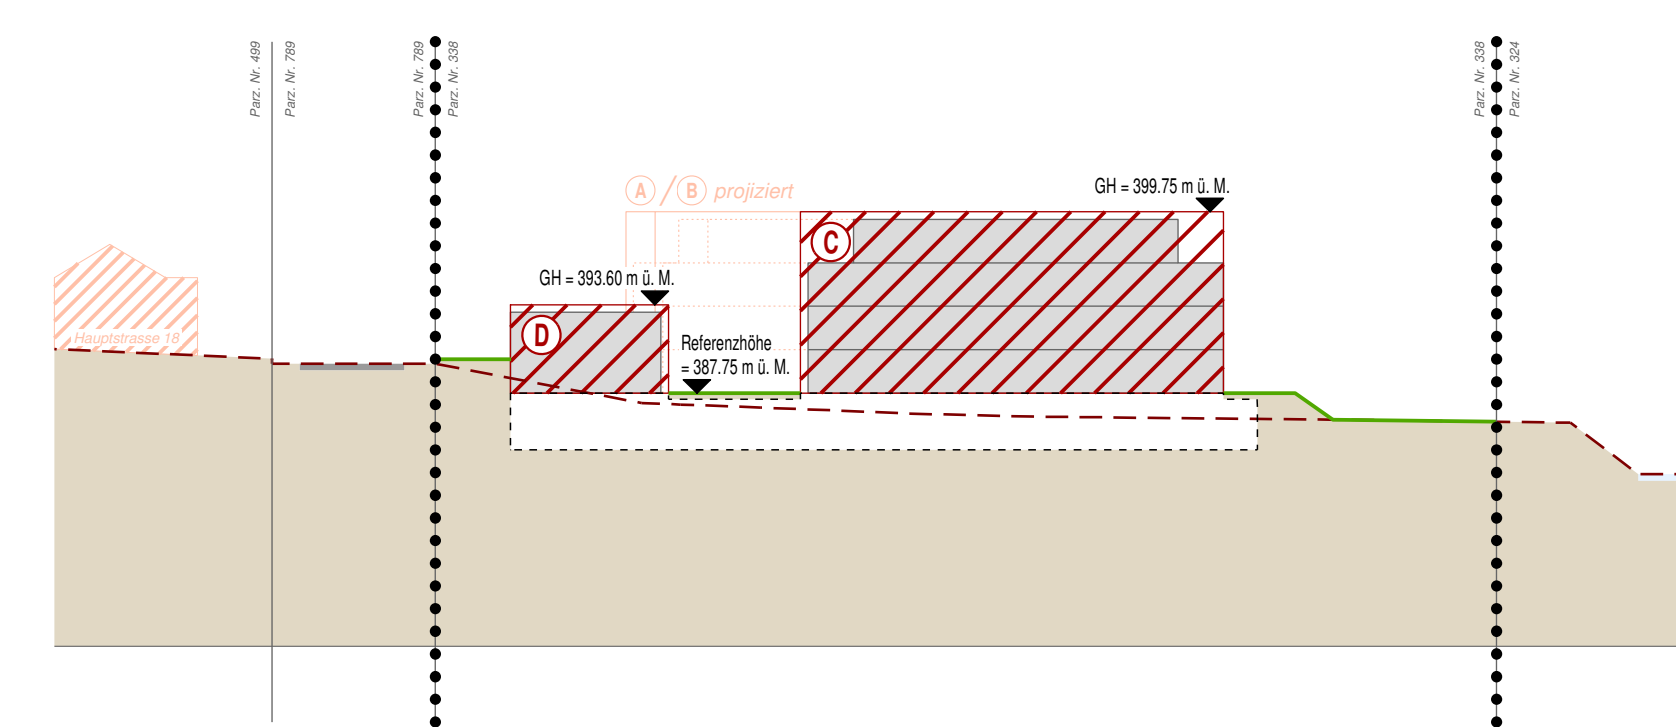 Parz. Nr. 499
Parz. Nr. 789
Parz. Nr. 789
Parz. Nr. 338
Parz. Nr. 338
Parz. Nr. 324
A / B projiziert
GH = 399.75 m ü. M.
C
GH = 393.60 m ü. M.
D
Hauptstrasse 18
Referenzhöhe
= 387.75 m ü. M.